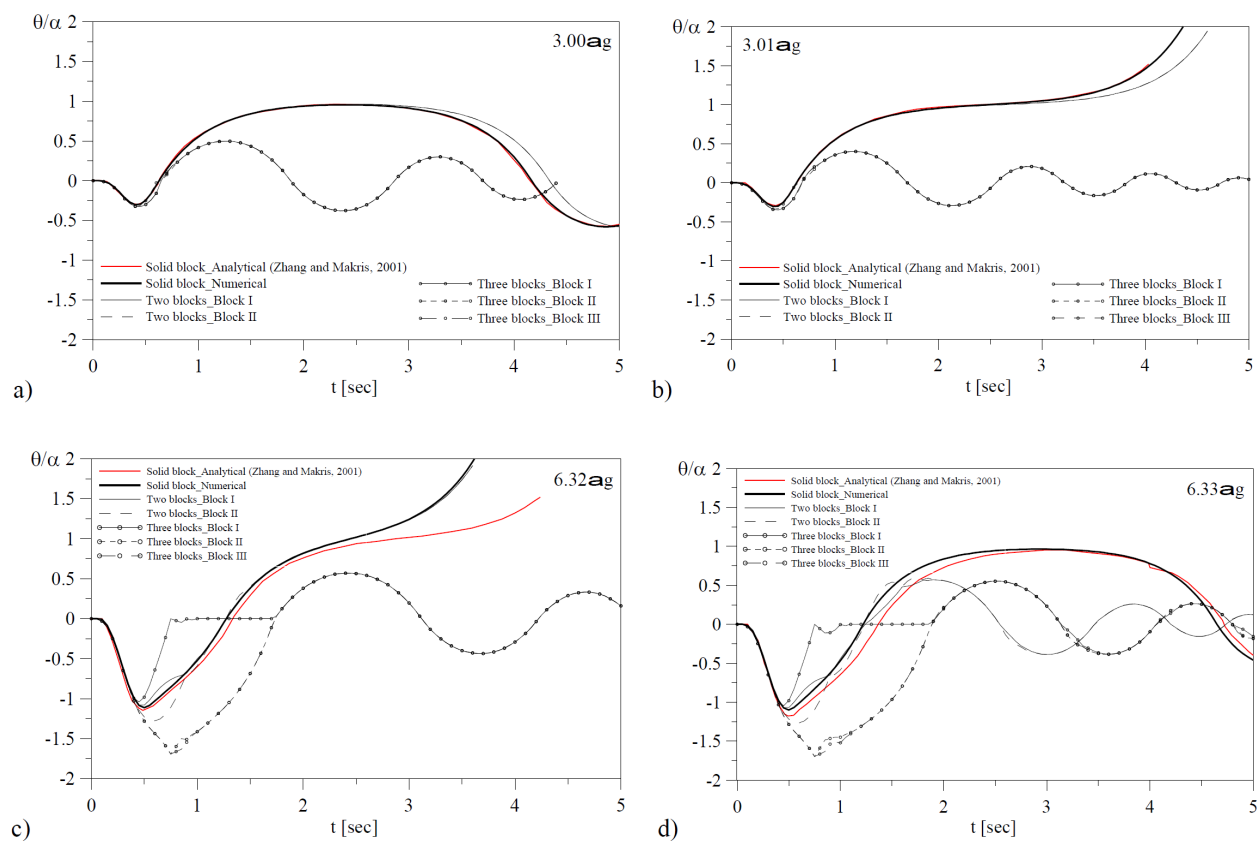 θ/α 2
3.00ag
1.5
1
0.5
0
-0.5
-1
-1.5
-2
Solid block_Analytical (Zhang and Makris, 2001)
Solid block_Numerical
Two blocks_Block I
Two blocks_Block II
Three blocks_Block I
Three blocks_Block II
Three blocks_Block III
0 1 2 3 4 5
t [sec]
a)
θ/α 2
3.01ag
1.5
1
0.5
0
-0.5
-1
-1.5
-2
Solid block_Analytical (Zhang and Makris, 2001)
Solid block_Numerical
Two blocks_Block I
Two blocks_Block II
Three blocks_Block I
Three blocks_Block II
Three blocks_Block III
0 1 2 3 4 5
t [sec]
b)
θ/α 2
6.32ag
1.5
1
0.5
0
-0.5
-1
-1.5
-2
Solid block_Analytical (Zhang and Makris, 2001)
Solid block_Numerical
Two blocks_Block I
Two blocks_Block II
Three blocks_Block I
Three blocks_Block II
Three blocks_Block III
0 1 2 3 4 5
t [sec]
c)
θ/α 2
6.33ag
1.5
1
0.5
0
-0.5
-1
-1.5
-2
Solid block_Analytical (Zhang and Makris, 2001)
Solid block_Numerical
Two blocks_Block I
Two blocks_Block II
Three blocks_Block I
Three blocks_Block II
Three blocks_Block III
0 1 2 3 4 5
t [sec]
d)